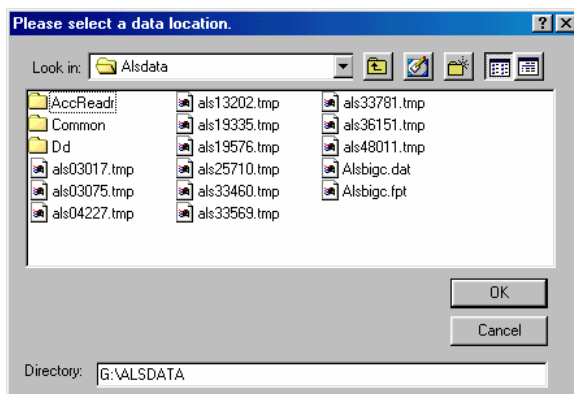 Please select a data location.
Look in: Alsdata
AccReadr als13202.tmp als33781.tmp
Common als19335.tmp als36151.tmp
Dd als19576.tmp als48011.tmp
als03017.tmp als25710.tmp Alsbigc.dat
als03075.tmp als33460.tmp Alsbigc.fpt
als04227.tmp als33569.tmp
OK
Cancel
Directory: G:\ALSDATA